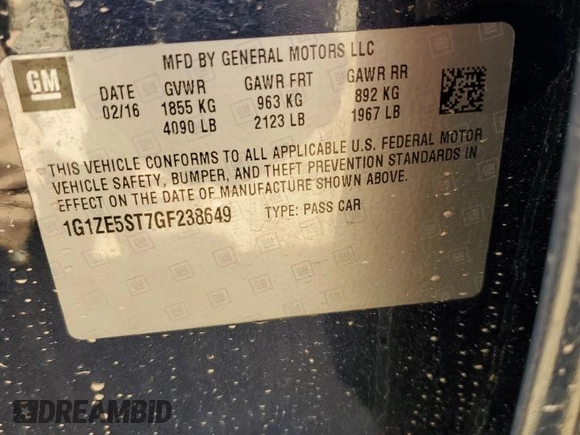 MFD BY GENERAL MOTORS LLC
GM
DATE GVWR GAWR FRT GAWR RR
02/16 1855 KG 963 KG 892 KG
4090 LB 2123 LB 1967 LB
THIS VEHICLE CONFORMS TO ALL APPLICABLE U.S. FEDERAL MOTOR
VEHICLE SAFETY, BUMPER, AND THEFT PREVENTION STANDARDS IN
EFFECT ON THE DATE OF MANUFACTURE SHOWN ABOVE.
1G1ZE5ST7GF238649 TYPE: PASS CAR
DREAMBID